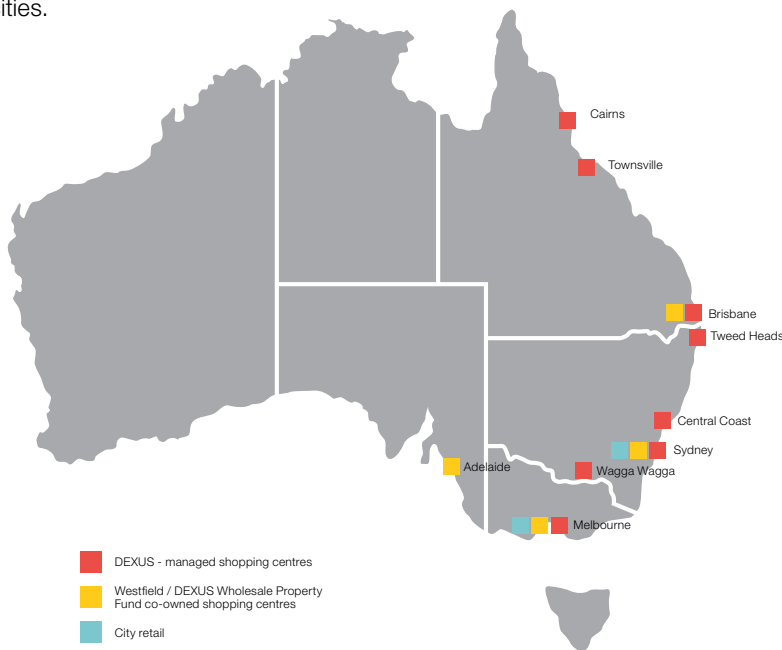 ities.
Cairns
Townsville
Brisbane
Tweed Heads
Central Coast
Sydney
Adelaide
Wagga Wagga
Melbourne
DEXUS - managed shopping centres
Westfield / DEXUS Wholesale Property
Fund co-owned shopping centres
City retail